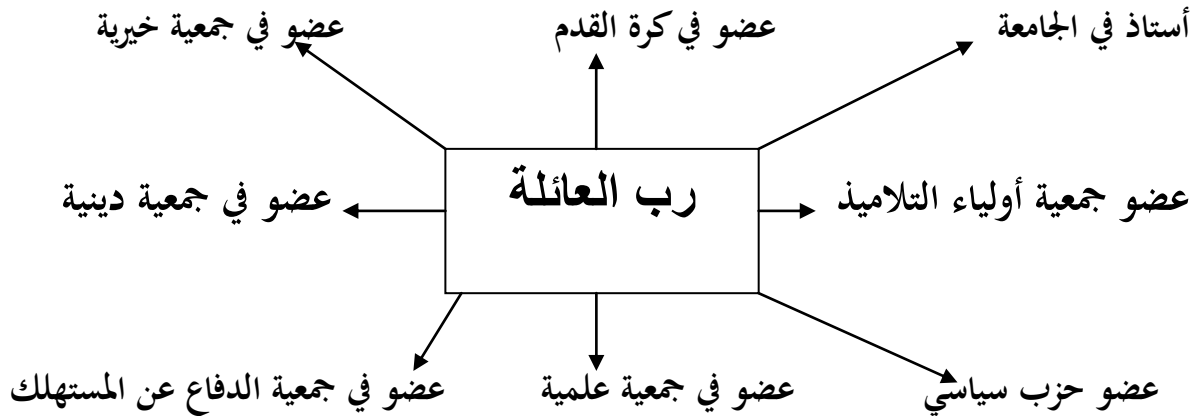 أستاذ في الجامعة
عضو في كرة القدم
عضو في جمعية خيرية
رب العائلة
عضو جمعية أولياء التلاميذ
عضو في جمعية دينية
عضو حزب سياسي
عضو في جمعية علمية
عضو في جمعية الدفاع عن المستهلك